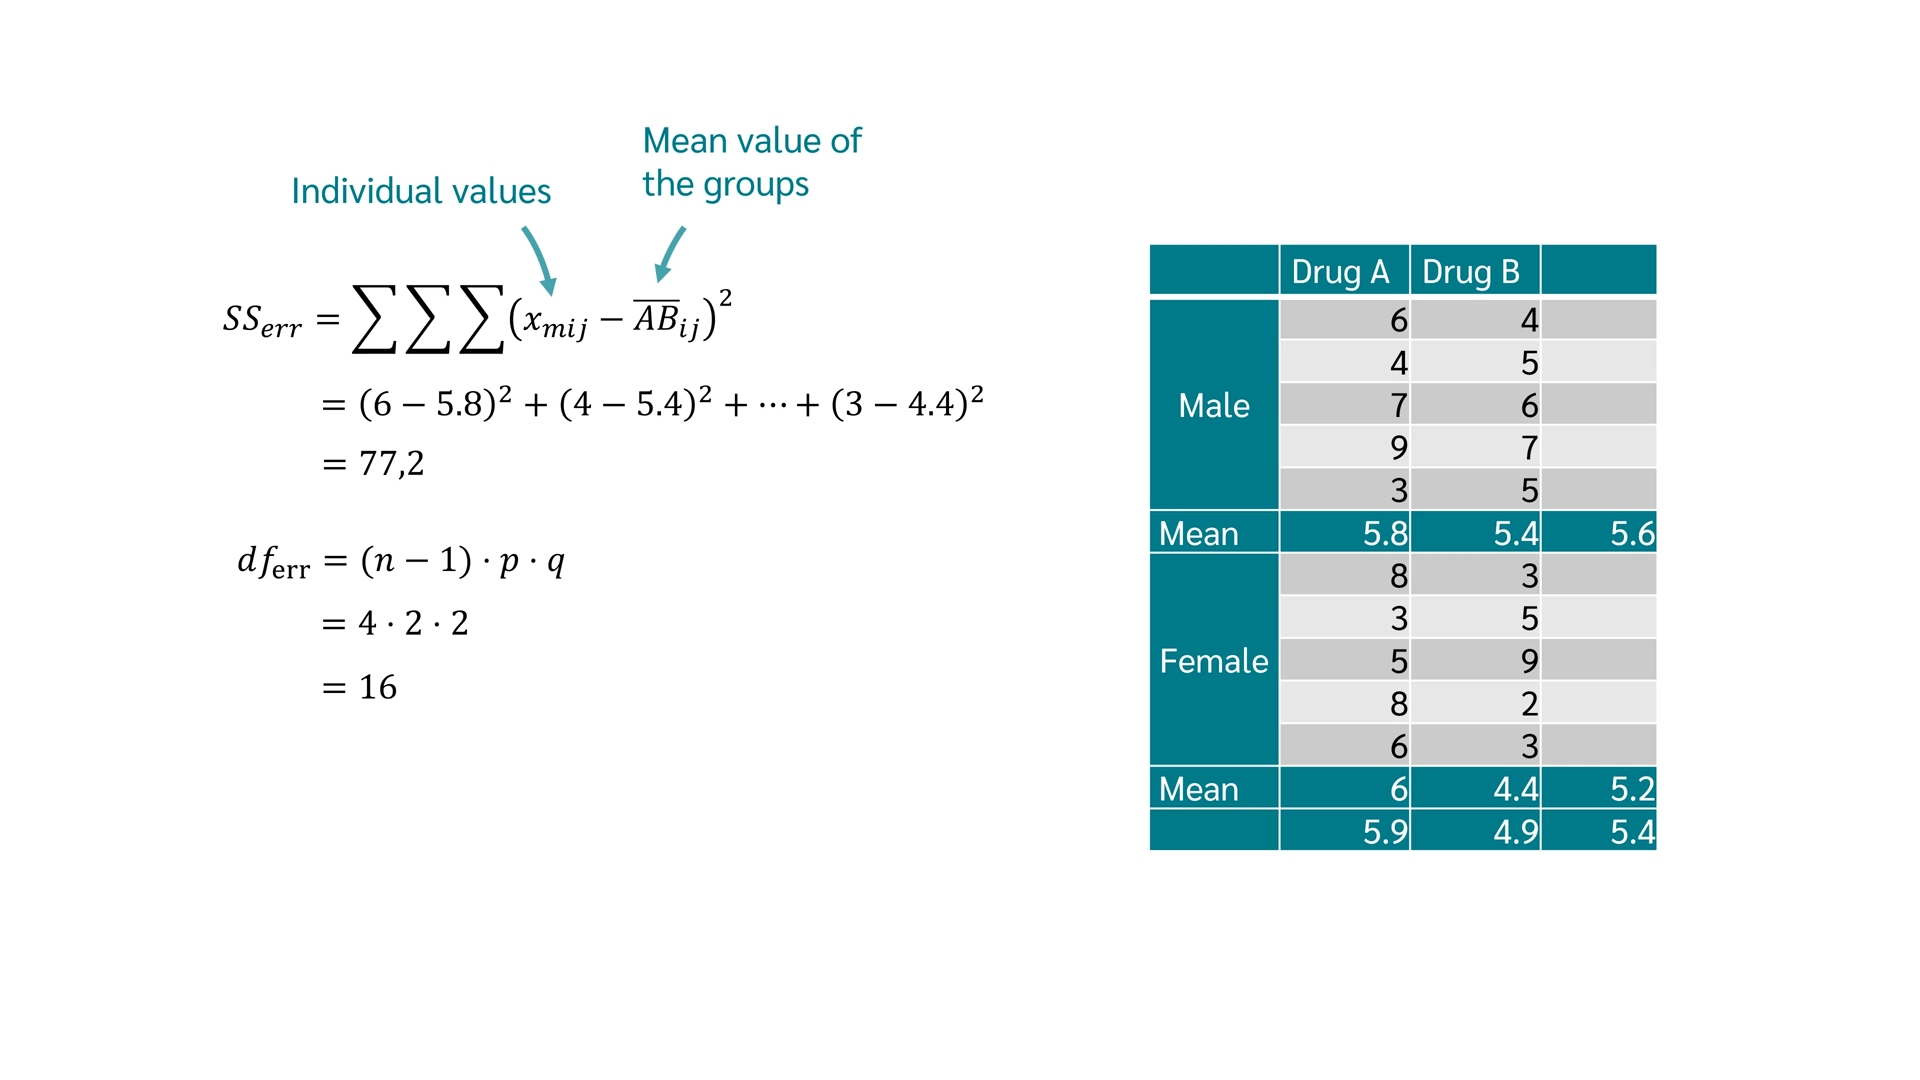 Mean value of
the groups
Individual values
SS_err = ∑∑∑(x_mij − A̅B̅_ij)²
= (6 − 5.8)² + (4 − 5.4)² + ⋯ + (3 − 4.4)²
= 77,2
df_err = (n − 1) · p · q
= 4 · 2 · 2
= 16
Drug A Drug B
6 4
4 5
Male 7 6
9 7
3 5
Mean 5.8 5.4 5.6
8 3
3 5
Female 5 9
8 2
6 3
Mean 6 4.4 5.2
5.9 4.9 5.4